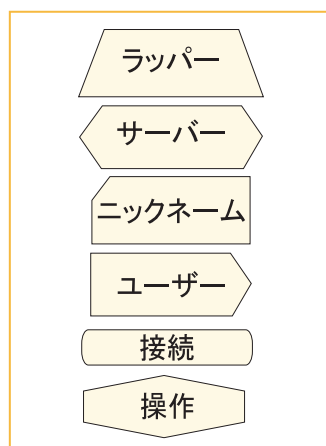 ラッパー
サーバー
ニックネーム
ユーザー
接続
操作